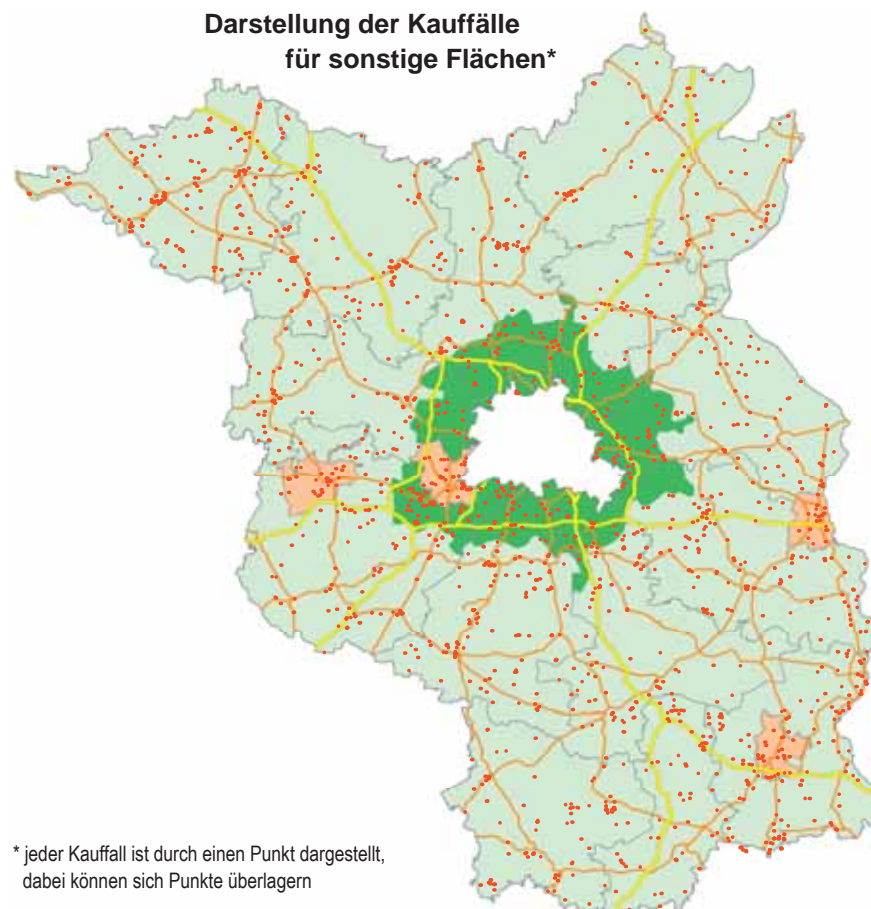 Darstellung der Kauffälle
für sonstige Flächen*
* jeder Kauffall ist durch einen Punkt dargestellt,
dabei können sich Punkte überlagern